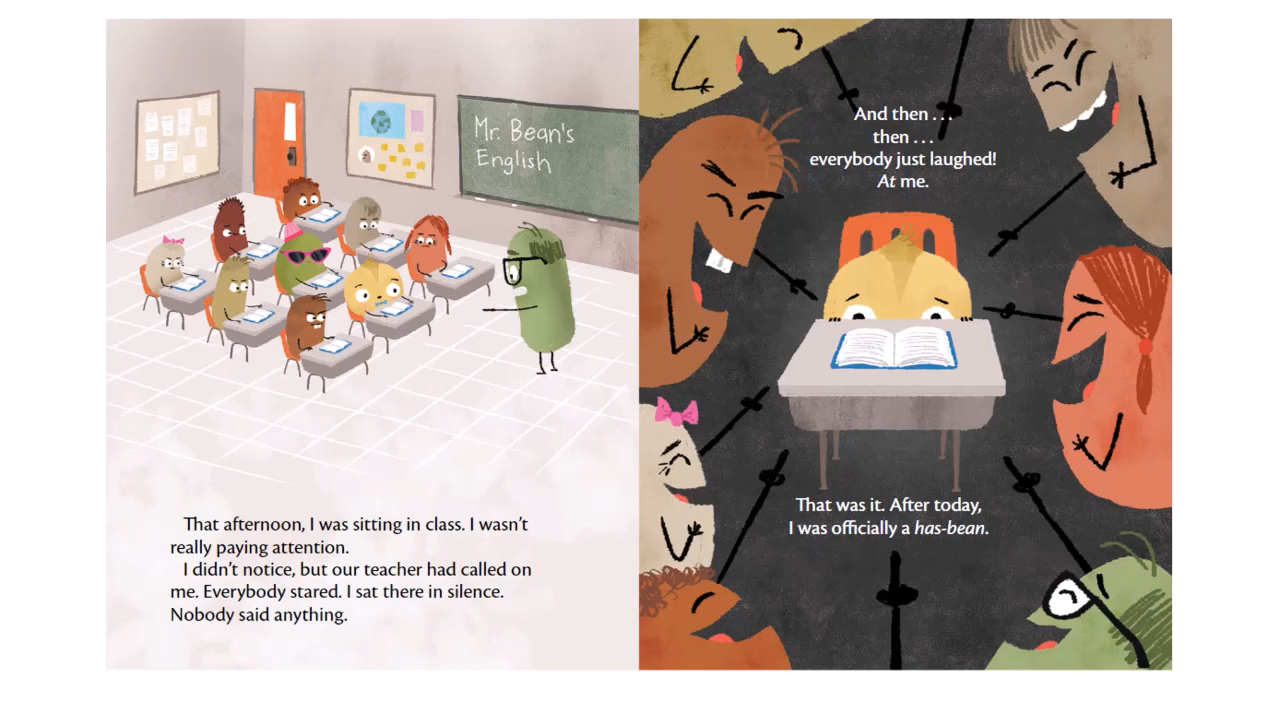 Mr. Bean's
English
That afternoon, I was sitting in class. I wasn't
really paying attention.
I didn't notice, but our teacher had called on
me. Everybody stared. I sat there in silence.
Nobody said anything.
And then . . .
then . . .
everybody just laughed!
At me.
That was it. After today,
I was officially a has-bean.